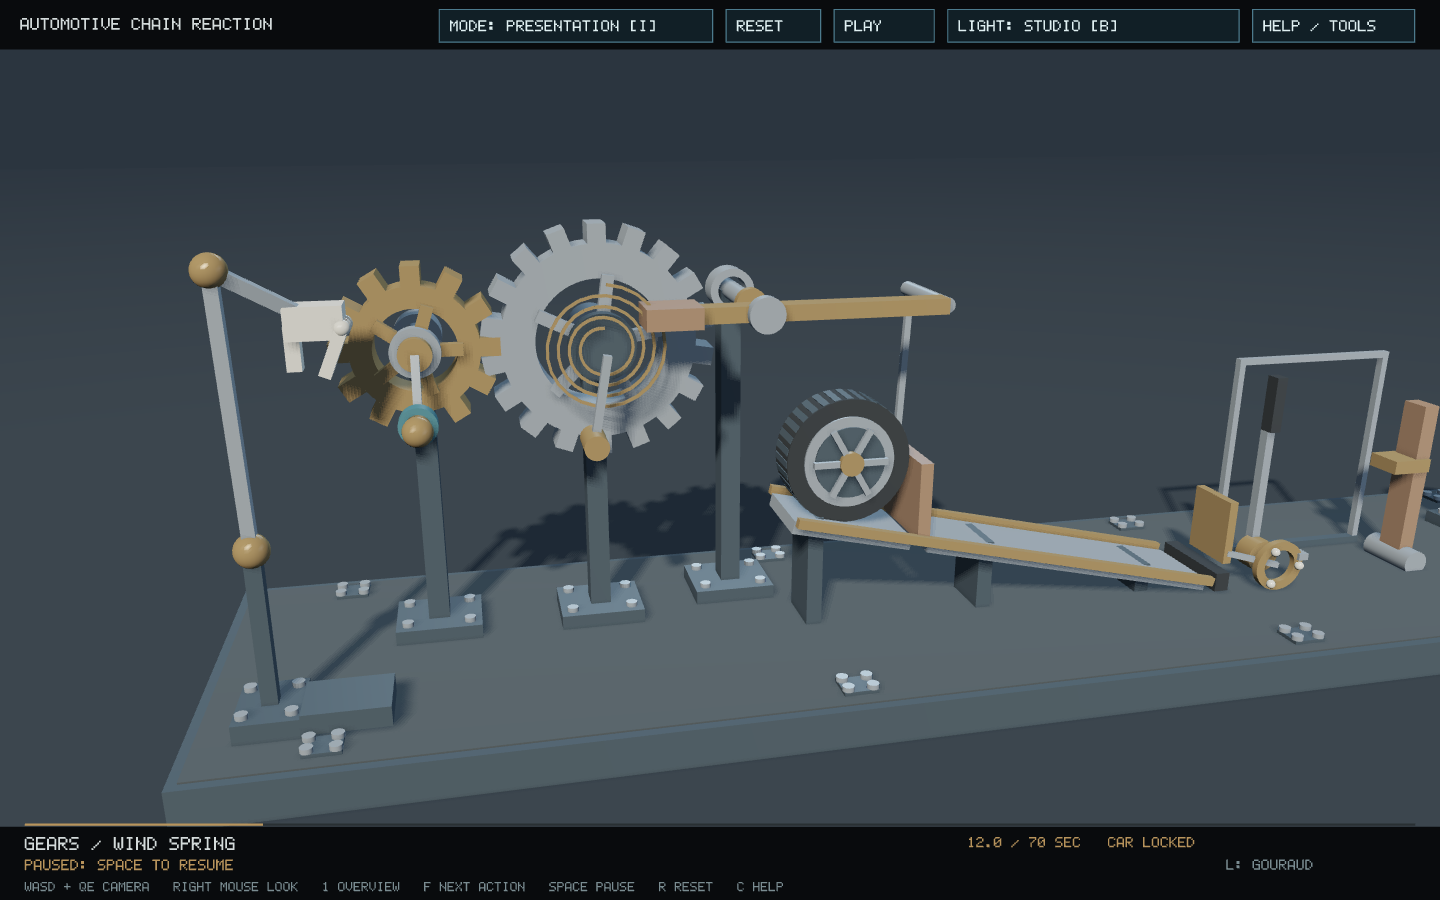 AUTOMOTIVE CHAIN REACTION
MODE: PRESENTATION [I]
RESET
PLAY
LIGHT: STUDIO [B]
HELP / TOOLS
GEARS / WIND SPRING
12.0 / 70 SEC CAR LOCKED
PAUSED: SPACE TO RESUME
L: GOURAUD
WASD + QE CAMERA RIGHT MOUSE LOOK 1 OVERVIEW F NEXT ACTION SPACE PAUSE R RESET C HELP